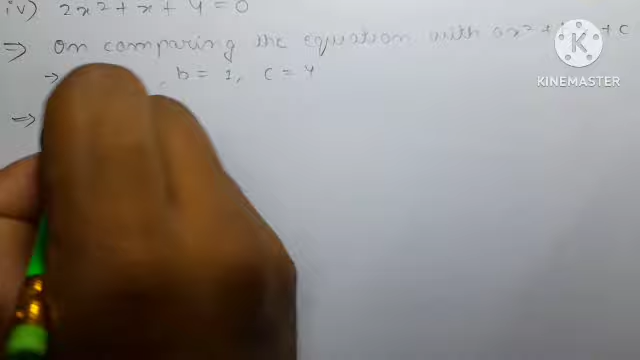 iv) 2x² + x + 4 = 0
⇒ on comparing the equation with ax² + + c
→ , b = 1, c = 4
⇒
KINEMASTER